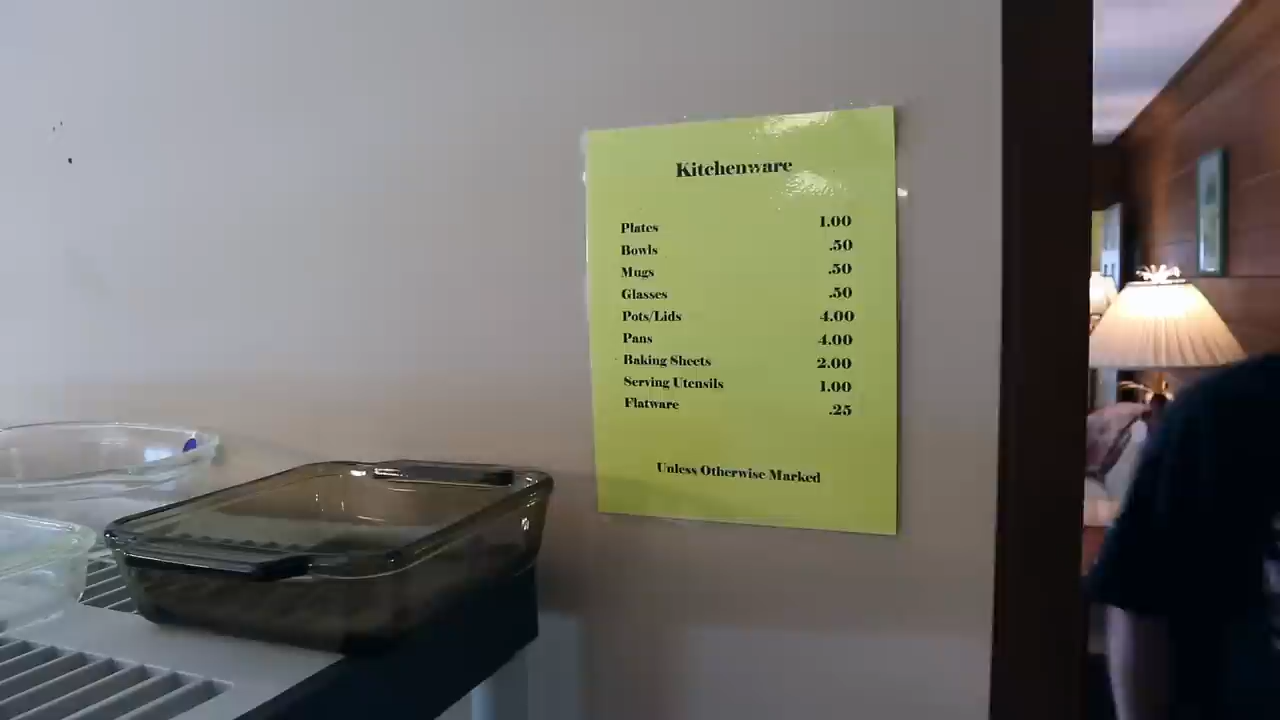 Kitchenware
Plates 1.00
Bowls .50
Mugs .50
Glasses .50
Pots/Lids 4.00
Pans 4.00
Baking Sheets 2.00
Serving Utensils 1.00
Flatware .25
Unless Otherwise Marked